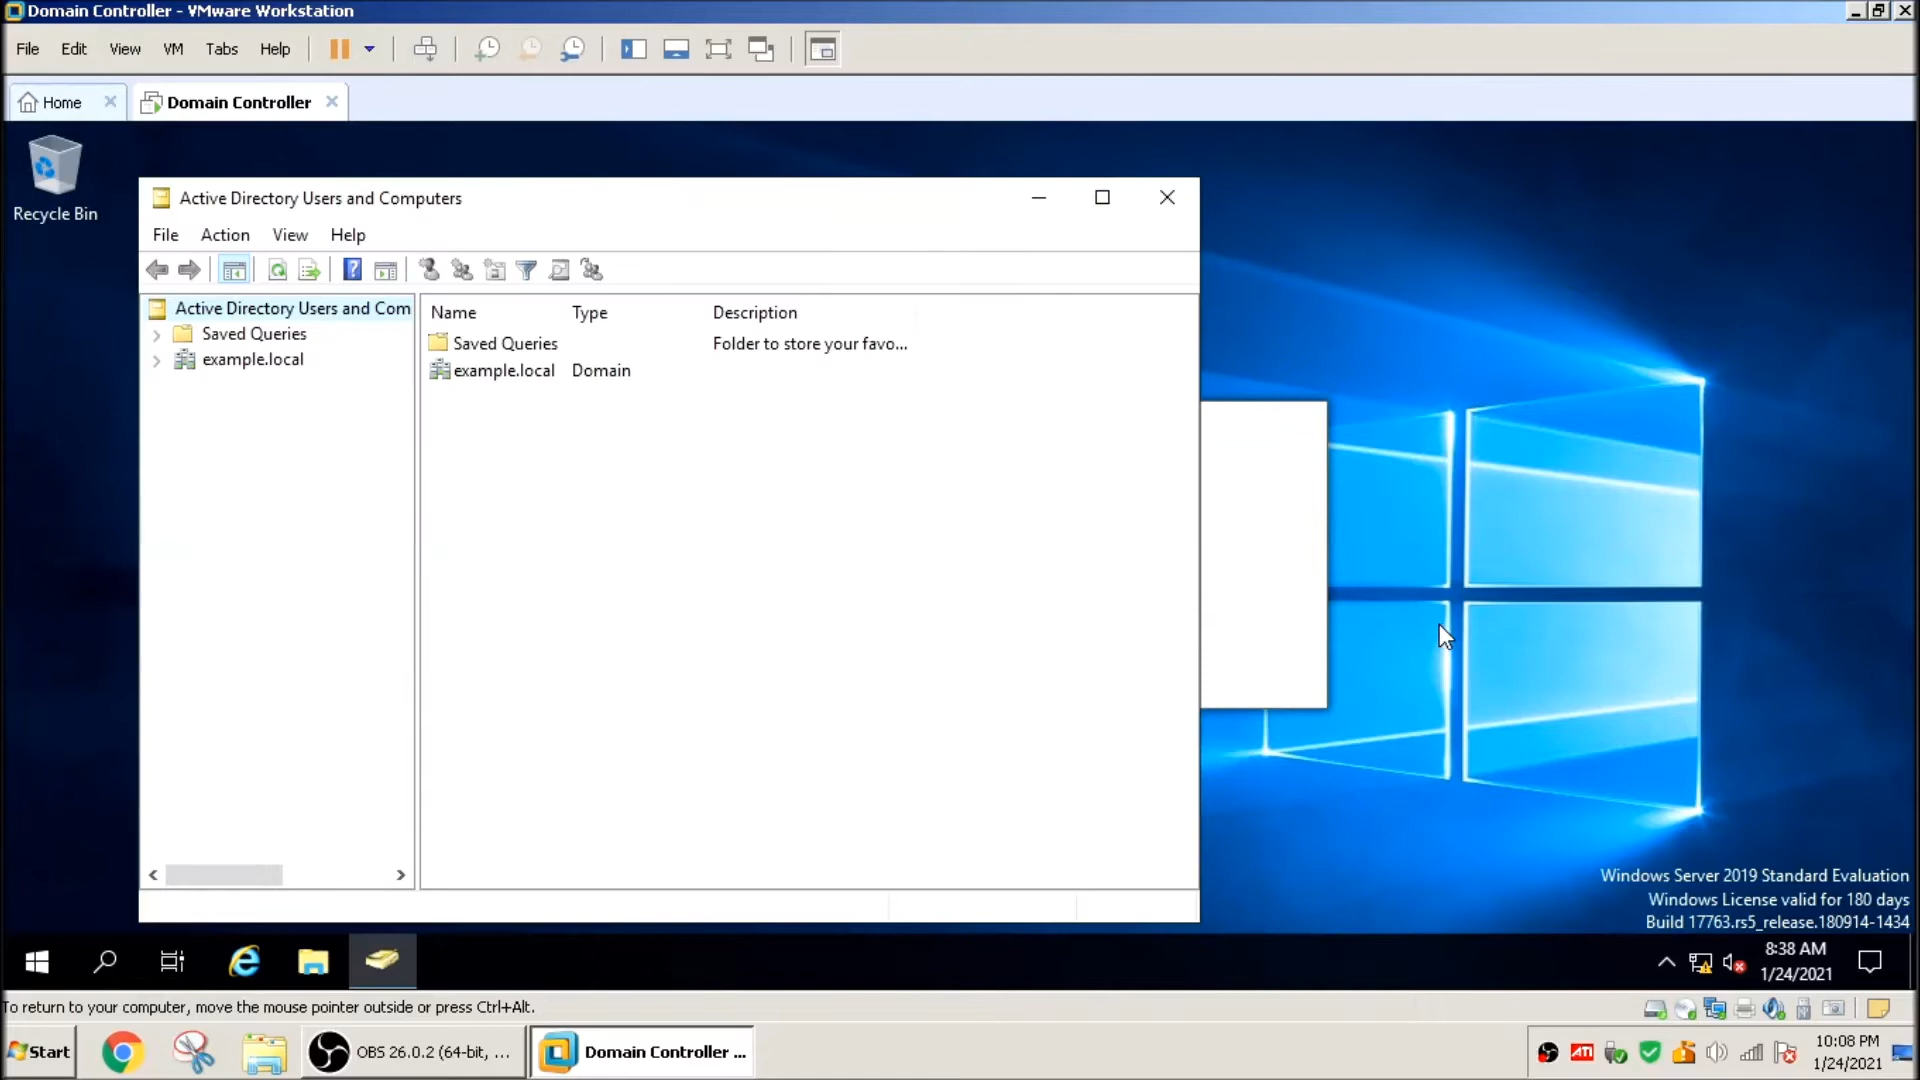 Domain Controller - VMware Workstation
File Edit View VM Tabs Help
Home Domain Controller
Recycle Bin
Active Directory Users and Computers
File Action View Help
Active Directory Users and Com
Saved Queries
example.local
Name Type Description
Saved Queries Folder to store your favo...
example.local Domain
Windows Server 2019 Standard Evaluation
Windows License valid for 180 days
Build 17763.rs5_release.180914-1434
8:38 AM
1/24/2021
To return to your computer, move the mouse pointer outside or press Ctrl+Alt.
Start OBS 26.0.2 (64-bit, ... Domain Controller ...
ATI
10:08 PM
1/24/2021